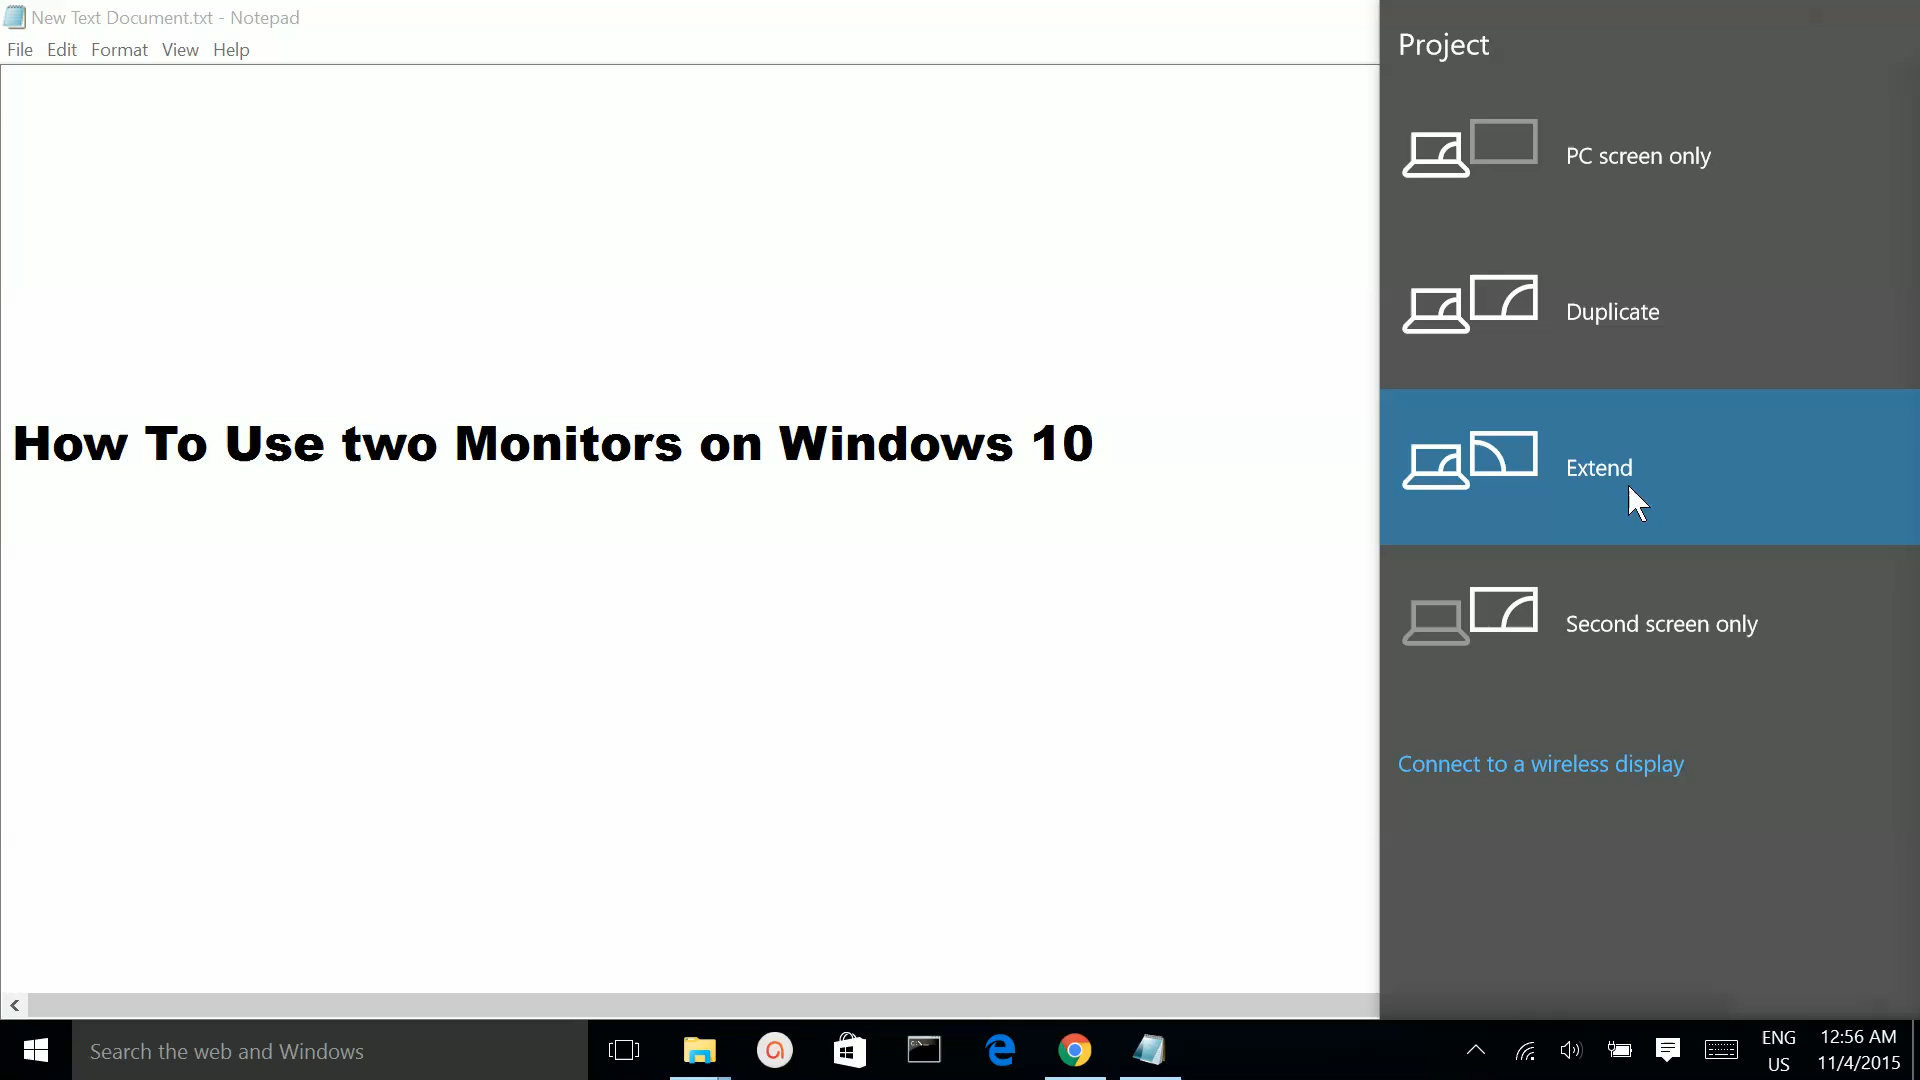 New Text Document.txt - Notepad
File Edit Format View Help
How To Use two Monitors on Windows 10
Project
PC screen only
Duplicate
Extend
Second screen only
Connect to a wireless display
Search the web and Windows
ENG
US
12:56 AM
11/4/2015